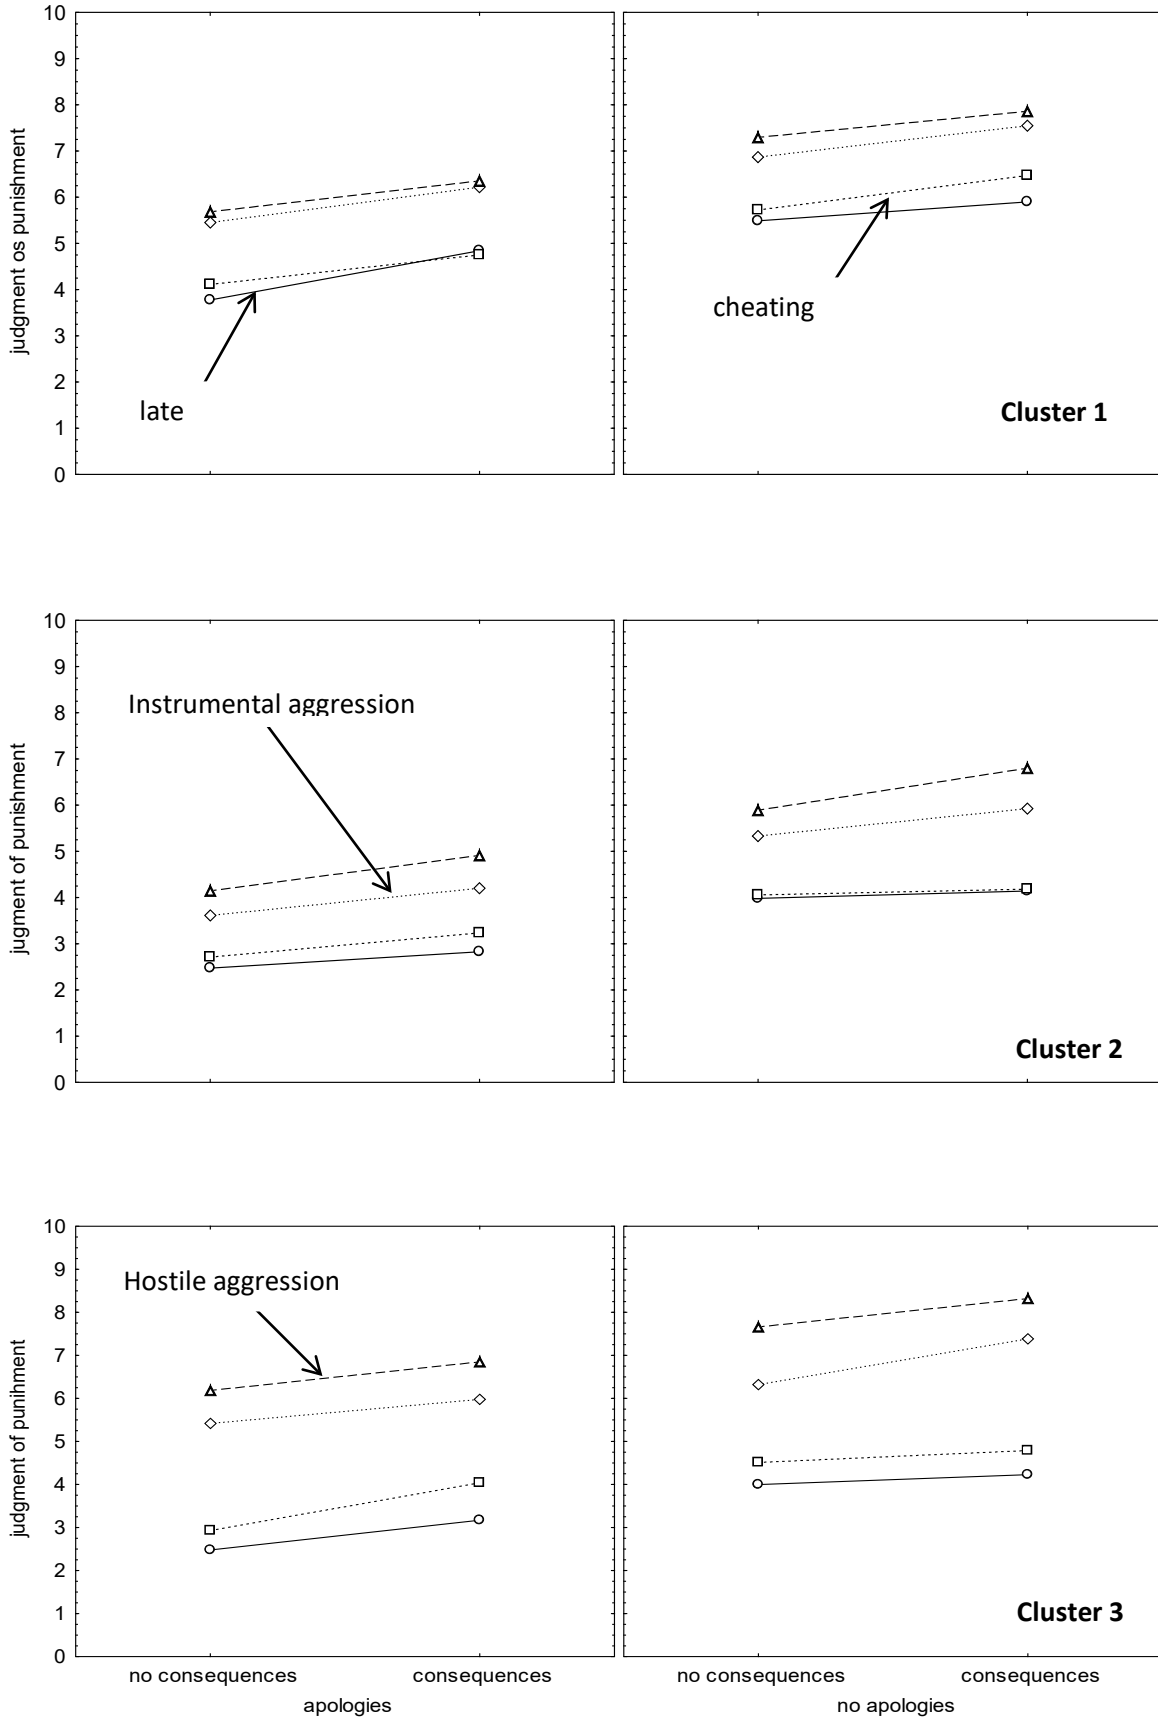 10
9
8
7
6
5
4
3
2
1
0
judgment os punishment
late
cheating
Cluster 1
10
9
8
7
6
5
4
3
2
1
0
jugment of punishment
Instrumental aggression
Cluster 2
10
9
8
7
6
5
4
3
2
1
0
judgment of punihment
Hostile aggression
Cluster 3
no consequences consequences no consequences consequences
apologies no apologies